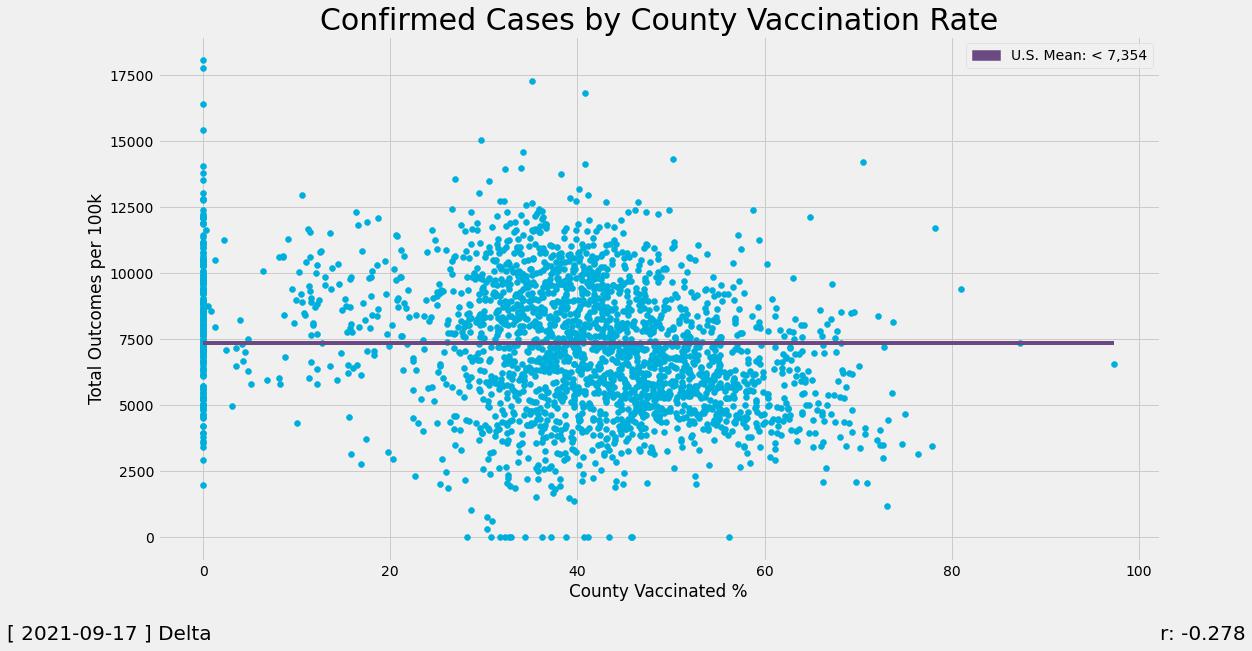 Confirmed Cases by County Vaccination Rate
U.S. Mean: < 7,354
17500
15000
12500
10000
7500
5000
2500
0
Total Outcomes per 100k
0 20 40 60 80 100
County Vaccinated %
[ 2021-09-17 ] Delta
r: -0.278